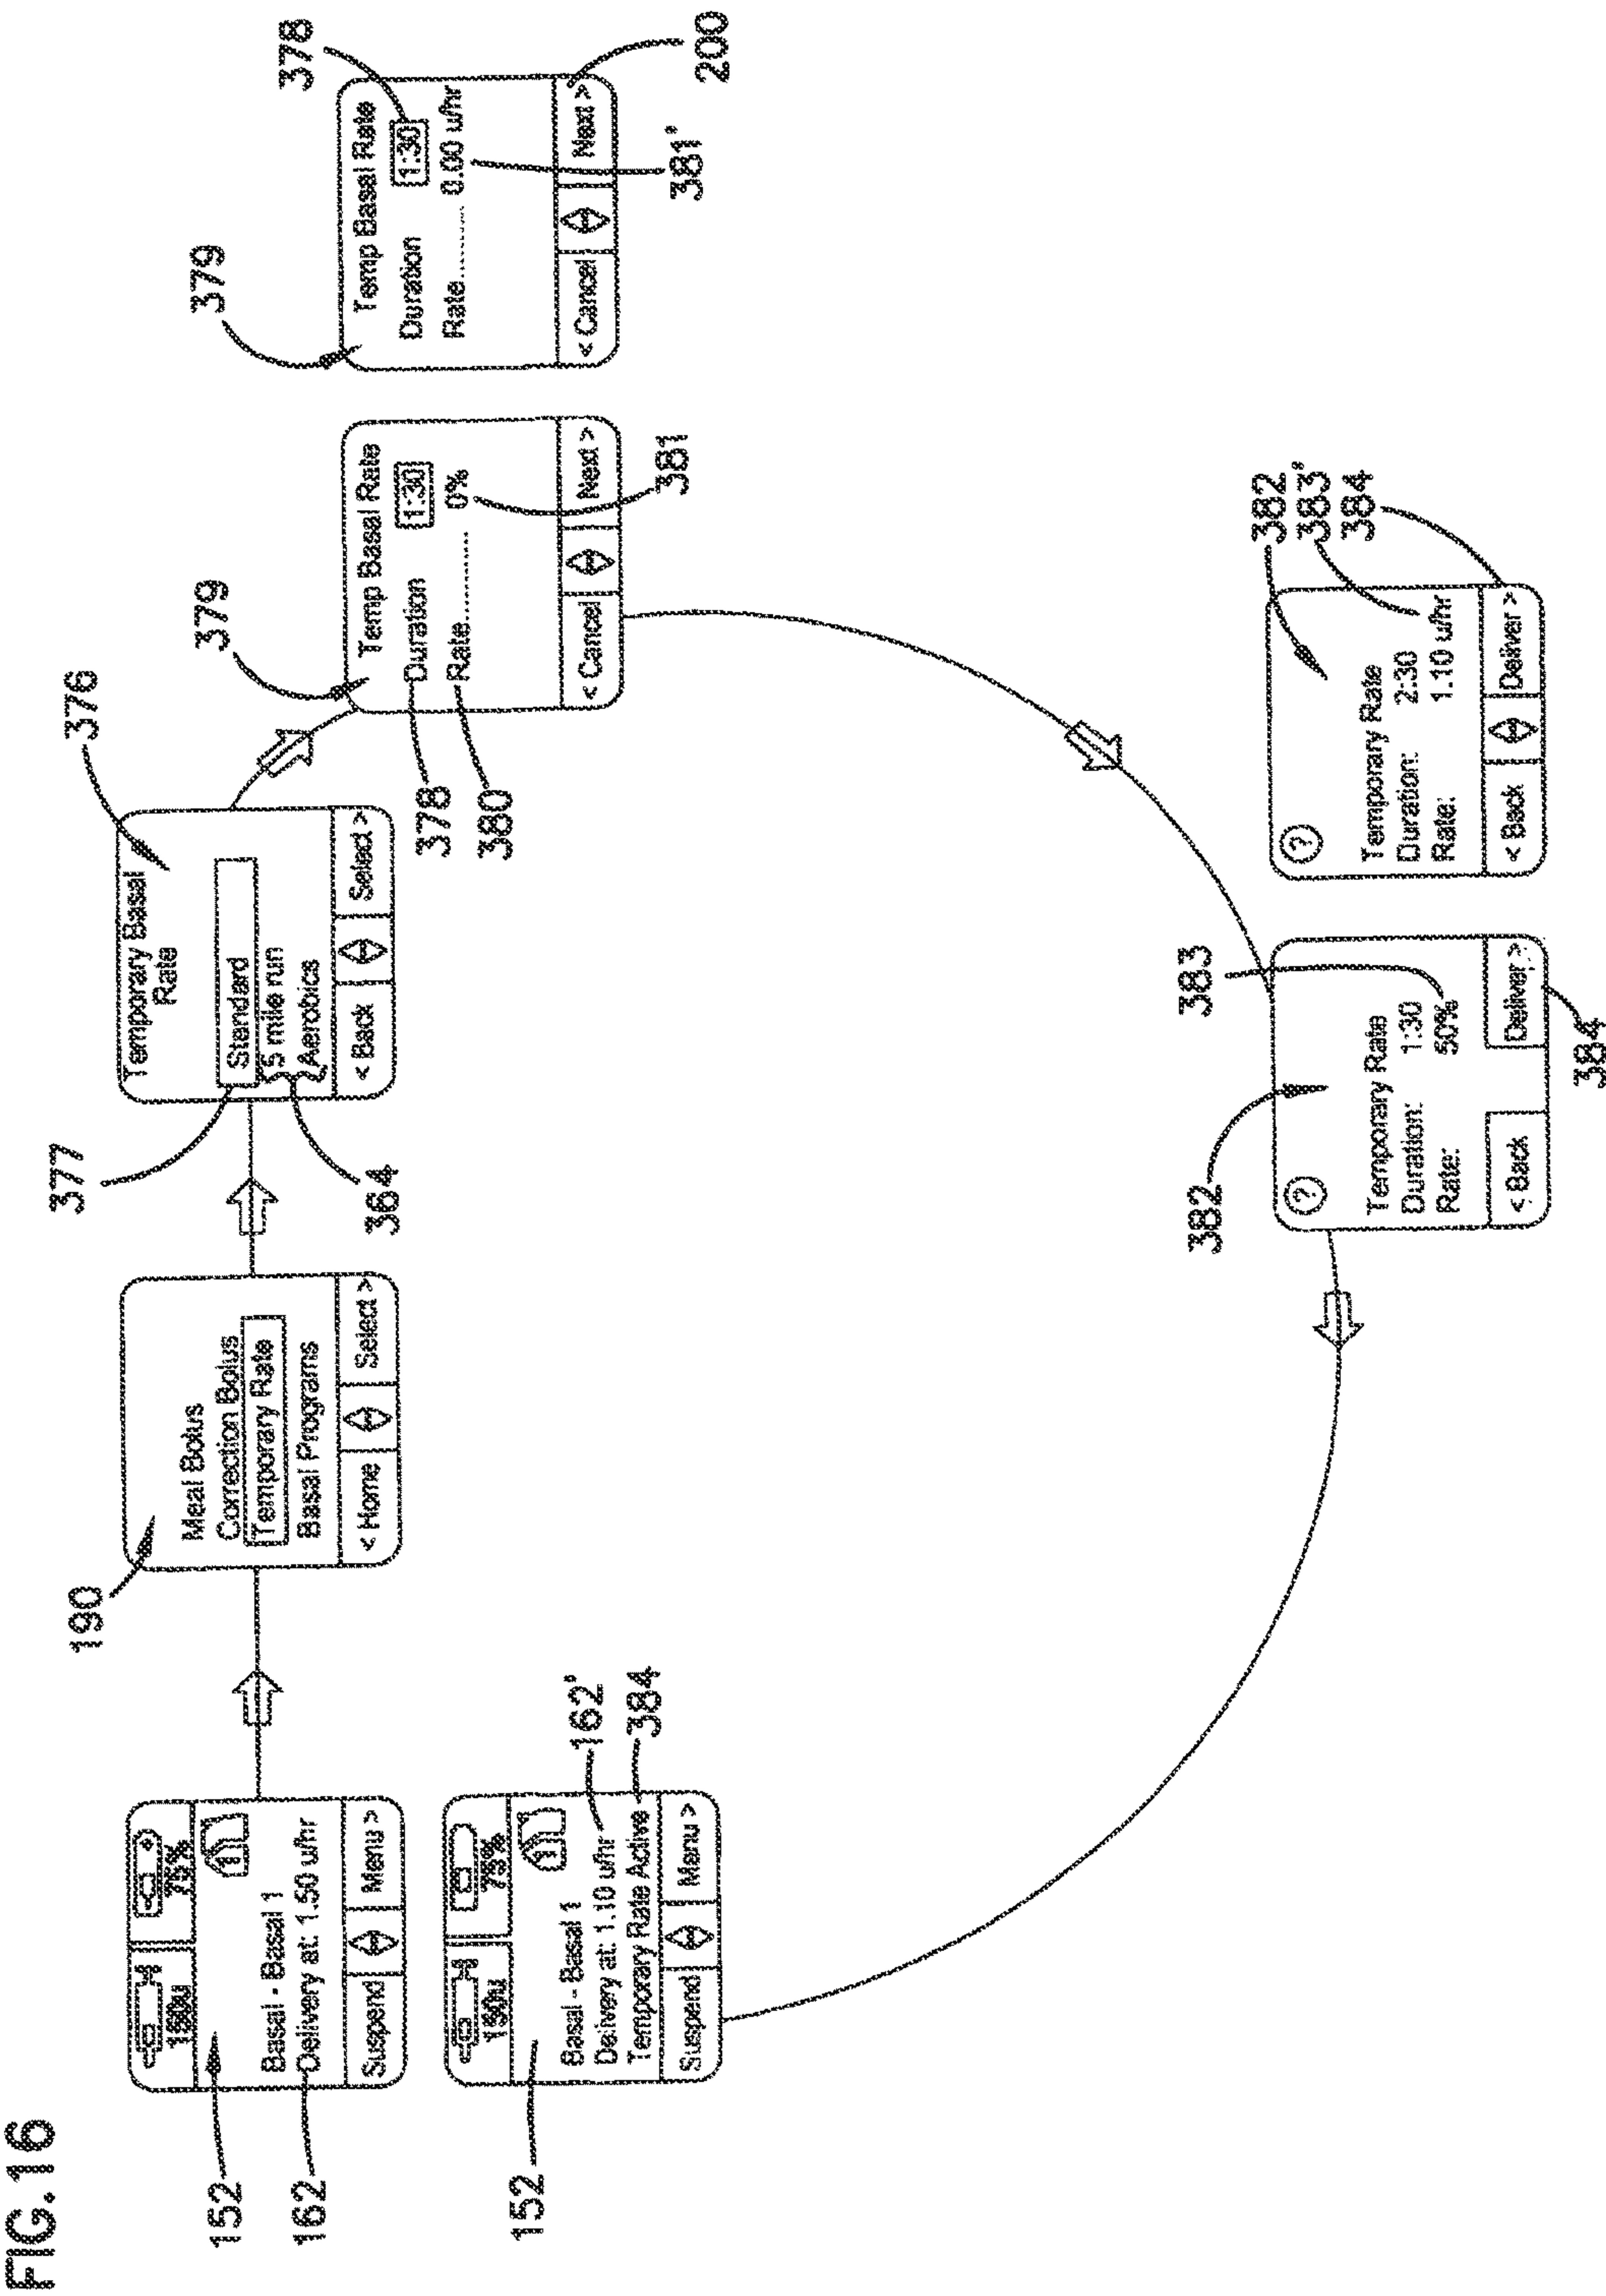 FIG. 16
152
162
150u
75%
Basal - Basal 1
Delivery at: 1.50 u/hr
Suspend
Menu >
190
Meal Bolus
Correction Bolus
Temporary Rate
Basal Programs
< Home
Select >
377
364
376
Temporary Basal
Rate
Standard
5 mile run
Aerobics
< Back
Select >
379
378
380
Temp Basal Rate
Duration 1:30
Rate.......... 0%
< Cancel
Next >
381
379
378
Temp Basal Rate
Duration 1:30
Rate.......... 0.00 u/hr
< Cancel
Next >
381'
200
152
150u
75%
Basal - Basal 1
Delivery at: 1.10 u/hr
Temporary Rate Active
Suspend
Menu >
162'
384
382
383
?
Temporary Rate
Duration: 1:30
Rate: 50%
< Back
Deliver >
384
382
383'
384
?
Temporary Rate
Duration: 2:30
Rate: 1.10 u/hr
< Back
Deliver >